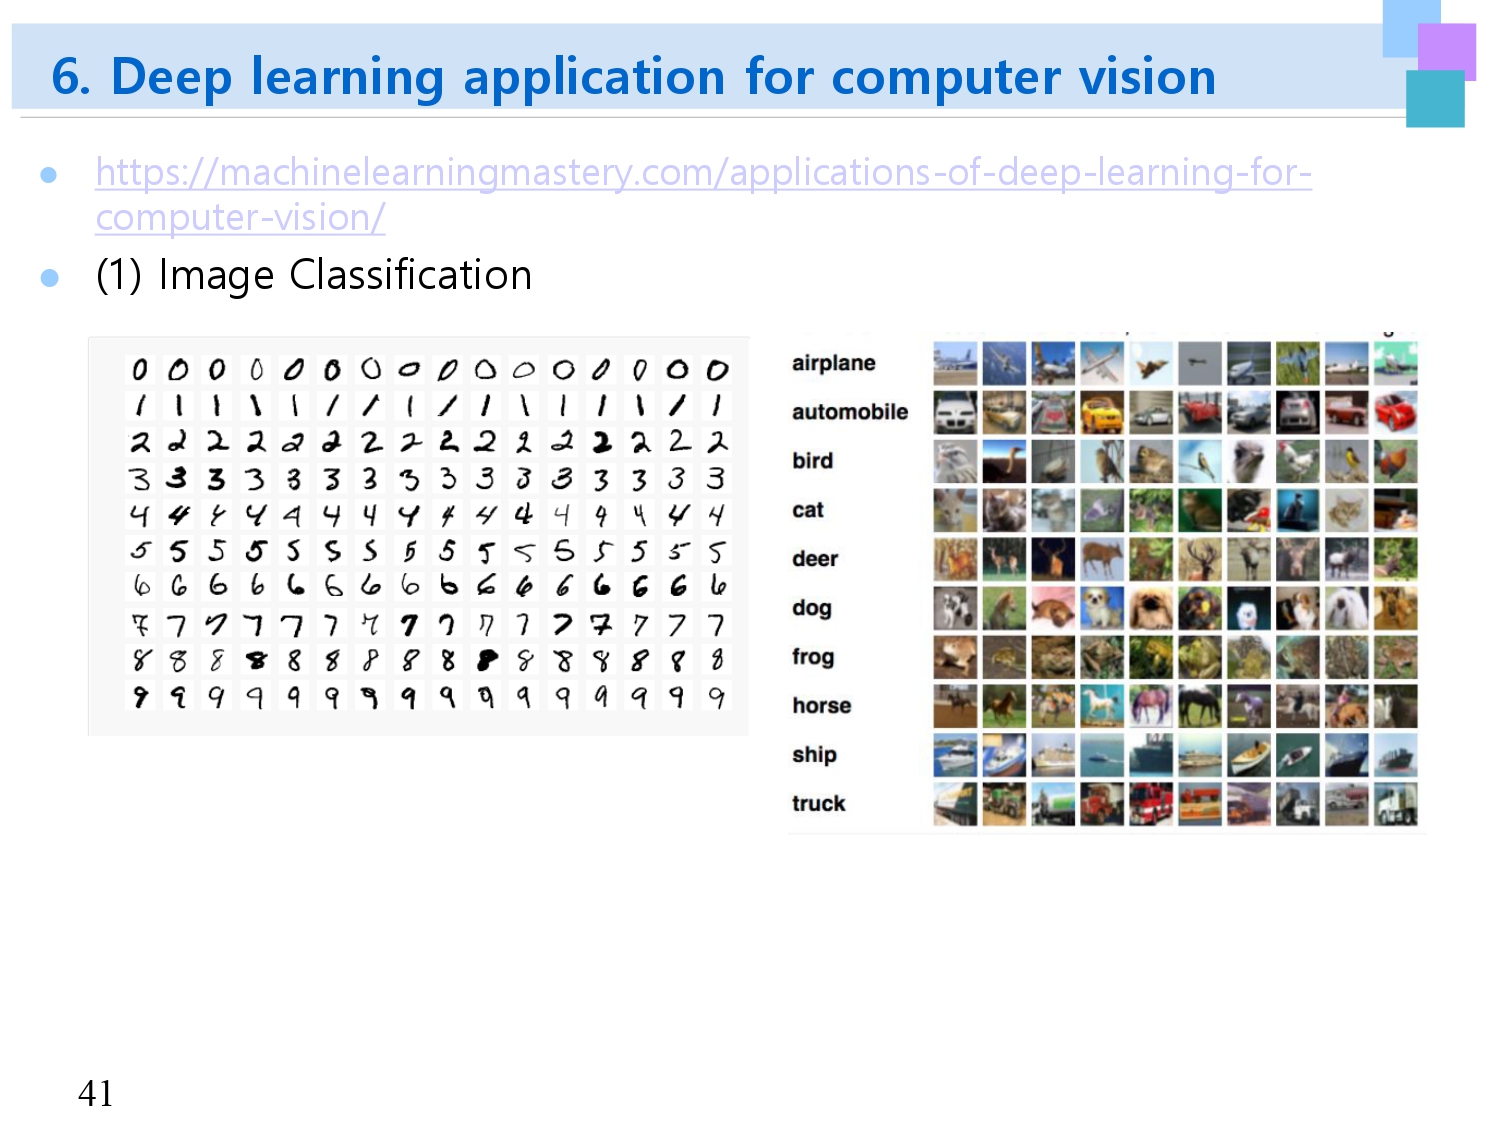 6. Deep learning application for computer vision
https://machinelearningmastery.com/applications-of-deep-learning-for-
computer-vision/
(1) Image Classification
0 0 0 0 0 0 0 0 0 0 0 0 0 0 0 0
1 1 1 1 1 1 1 1 1 1 1 1 1 1 1 1
2 2 2 2 2 2 2 2 2 2 2 2 2 2 2 2
3 3 3 3 3 3 3 3 3 3 3 3 3 3 3 3
4 4 4 4 4 4 4 4 4 4 4 4 4 4 4 4
5 5 5 5 5 5 5 5 5 5 5 5 5 5 5 5
6 6 6 6 6 6 6 6 6 6 6 6 6 6 6 6
7 7 7 7 7 7 7 7 7 7 7 7 7 7 7 7
8 8 8 8 8 8 8 8 8 8 8 8 8 8 8 8
9 9 9 9 9 9 9 9 9 9 9 9 9 9 9 9
airplane
automobile
bird
cat
deer
dog
frog
horse
ship
truck
41